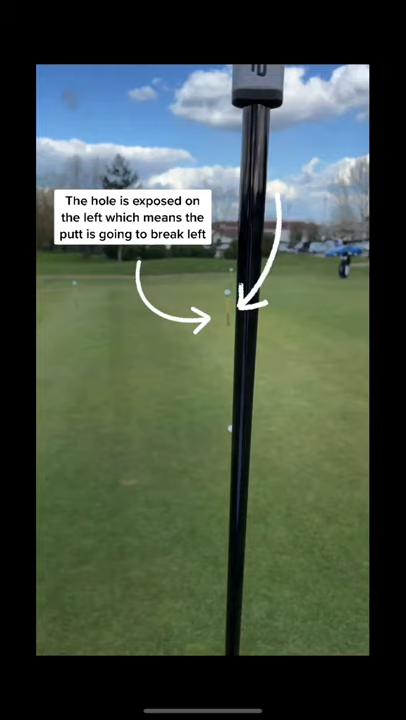 The hole is exposed on
the left which means the
putt is going to break left